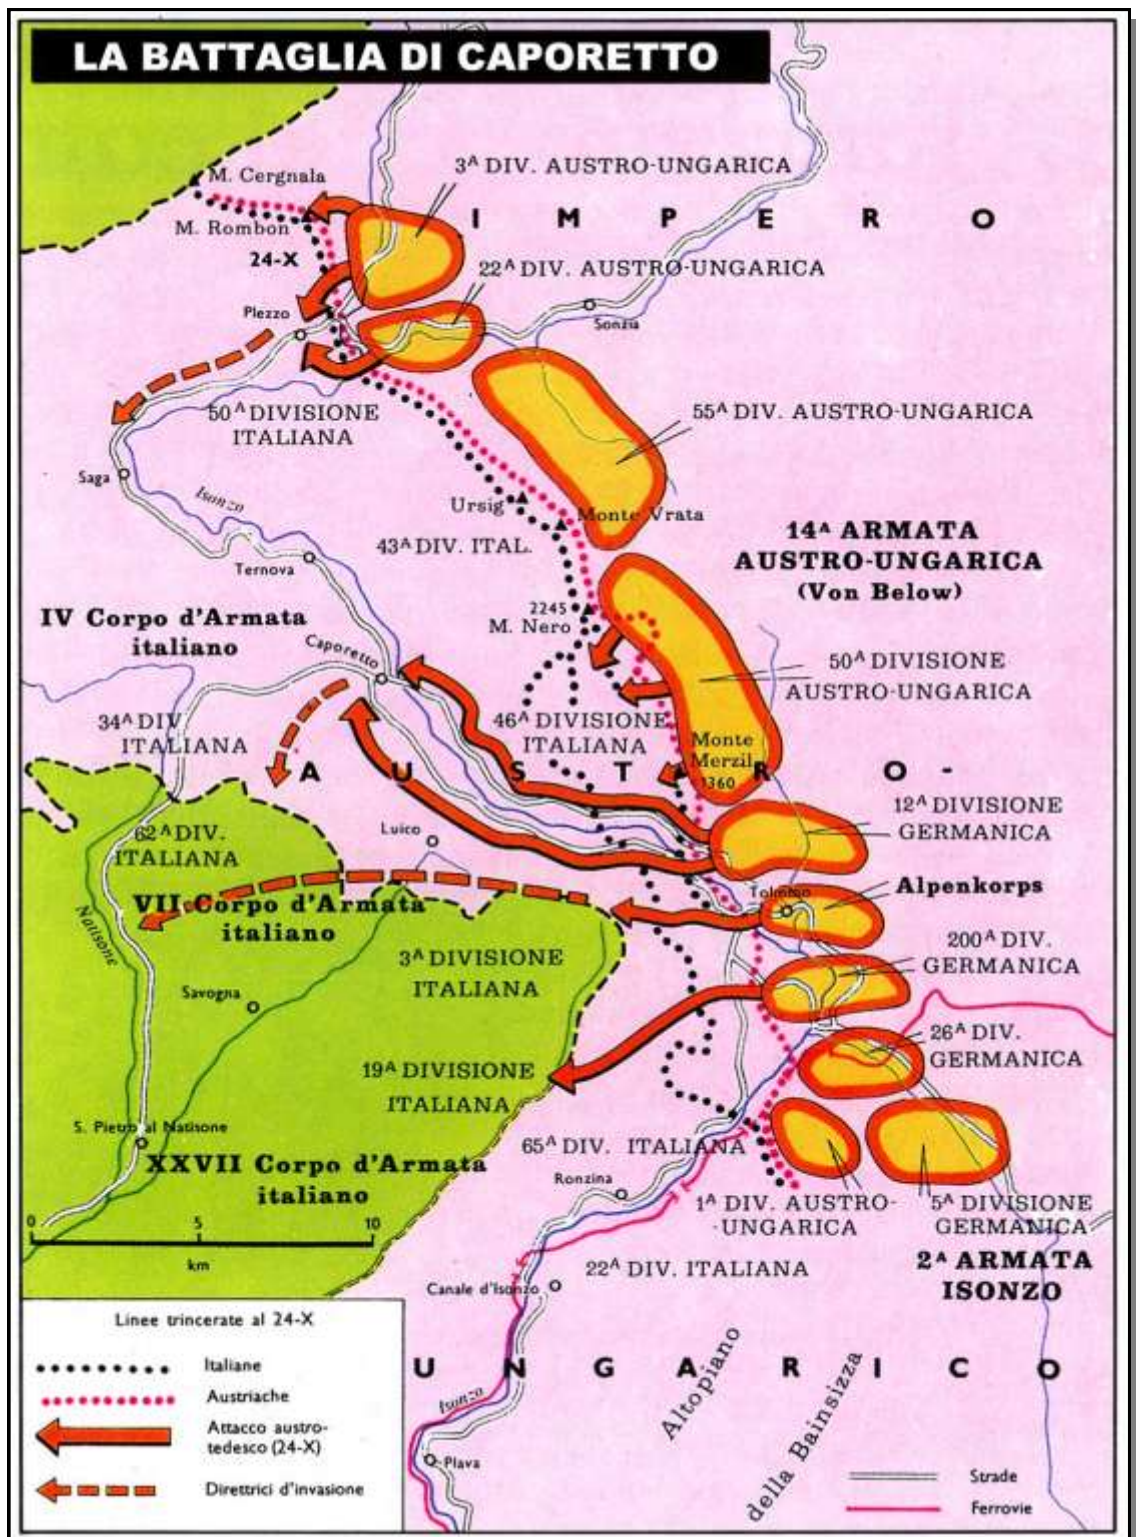 LA BATTAGLIA DI CAPORETTO
3A DIV. AUSTRO-UNGARICA
M. Cergnala
M. Rombon
I M P E R O
24-X
22A DIV. AUSTRO-UNGARICA
Plezzo
Sonzia
50A DIVISIONE
ITALIANA
55A DIV. AUSTRO-UNGARICA
Saga
Isonzo
Ursig
Monte Vrata
43A DIV. ITAL.
14A ARMATA
AUSTRO-UNGARICA
(Von Below)
Ternova
2245
M. Nero
IV Corpo d'Armata
italiano
Caporetto
50A DIVISIONE
AUSTRO-UNGARICA
34A DIV
ITALIANA
46A DIVISIONE
ITALIANA
Monte
Merzil
1360
A U S T R O -
12A DIVISIONE
GERMANICA
62A DIV.
ITALIANA
Luico
Tolmino
Alpenkorps
VII Corpo d'Armata
italiano
Natisone
3A DIVISIONE
ITALIANA
200A DIV.
GERMANICA
Savogna
26A DIV.
GERMANICA
19A DIVISIONE
ITALIANA
S. Pietro al Natisone
65A DIV. ITALIANA
XXVII Corpo d'Armata
italiano
Ronzina
1A DIV. AUSTRO-
-UNGARICA
5A DIVISIONE
GERMANICA
0 5 10
km
22A DIV. ITALIANA
2A ARMATA
ISONZO
Canale d'Isonzo
U N G A R I C O
Altopiano
della Bainsizza
Isonzo
Plava
Linee trincerate al 24-X
Italiane
Austriache
Attacco austro-
tedesco (24-X)
Direttrici d'invasione
Strade
Ferrovie